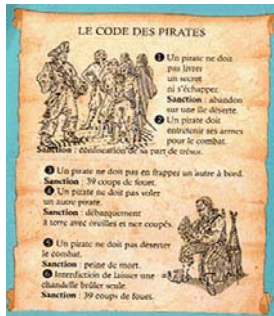 LE CODE DES PIRATES
❶ Un pirate ne doit
pas livrer
un secret
ni s'échapper.
Sanction : abandon
sur une île déserte.
❷ Un pirate doit
entretenir ses armes
pour le combat.
Sanction : confiscation de sa part de trésor.
❸ Un pirate ne doit pas en frapper un autre à bord.
Sanction : 39 coups de fouet.
❹ Un pirate ne doit pas voler
un autre pirate.
Sanction : débarquement
à terre avec oreilles et nez coupés.
❺ Un pirate ne doit pas déserter
le combat.
Sanction : peine de mort.
❻ Interdiction de laisser une
chandelle brûler seule.
Sanction : 39 coups de fouet.